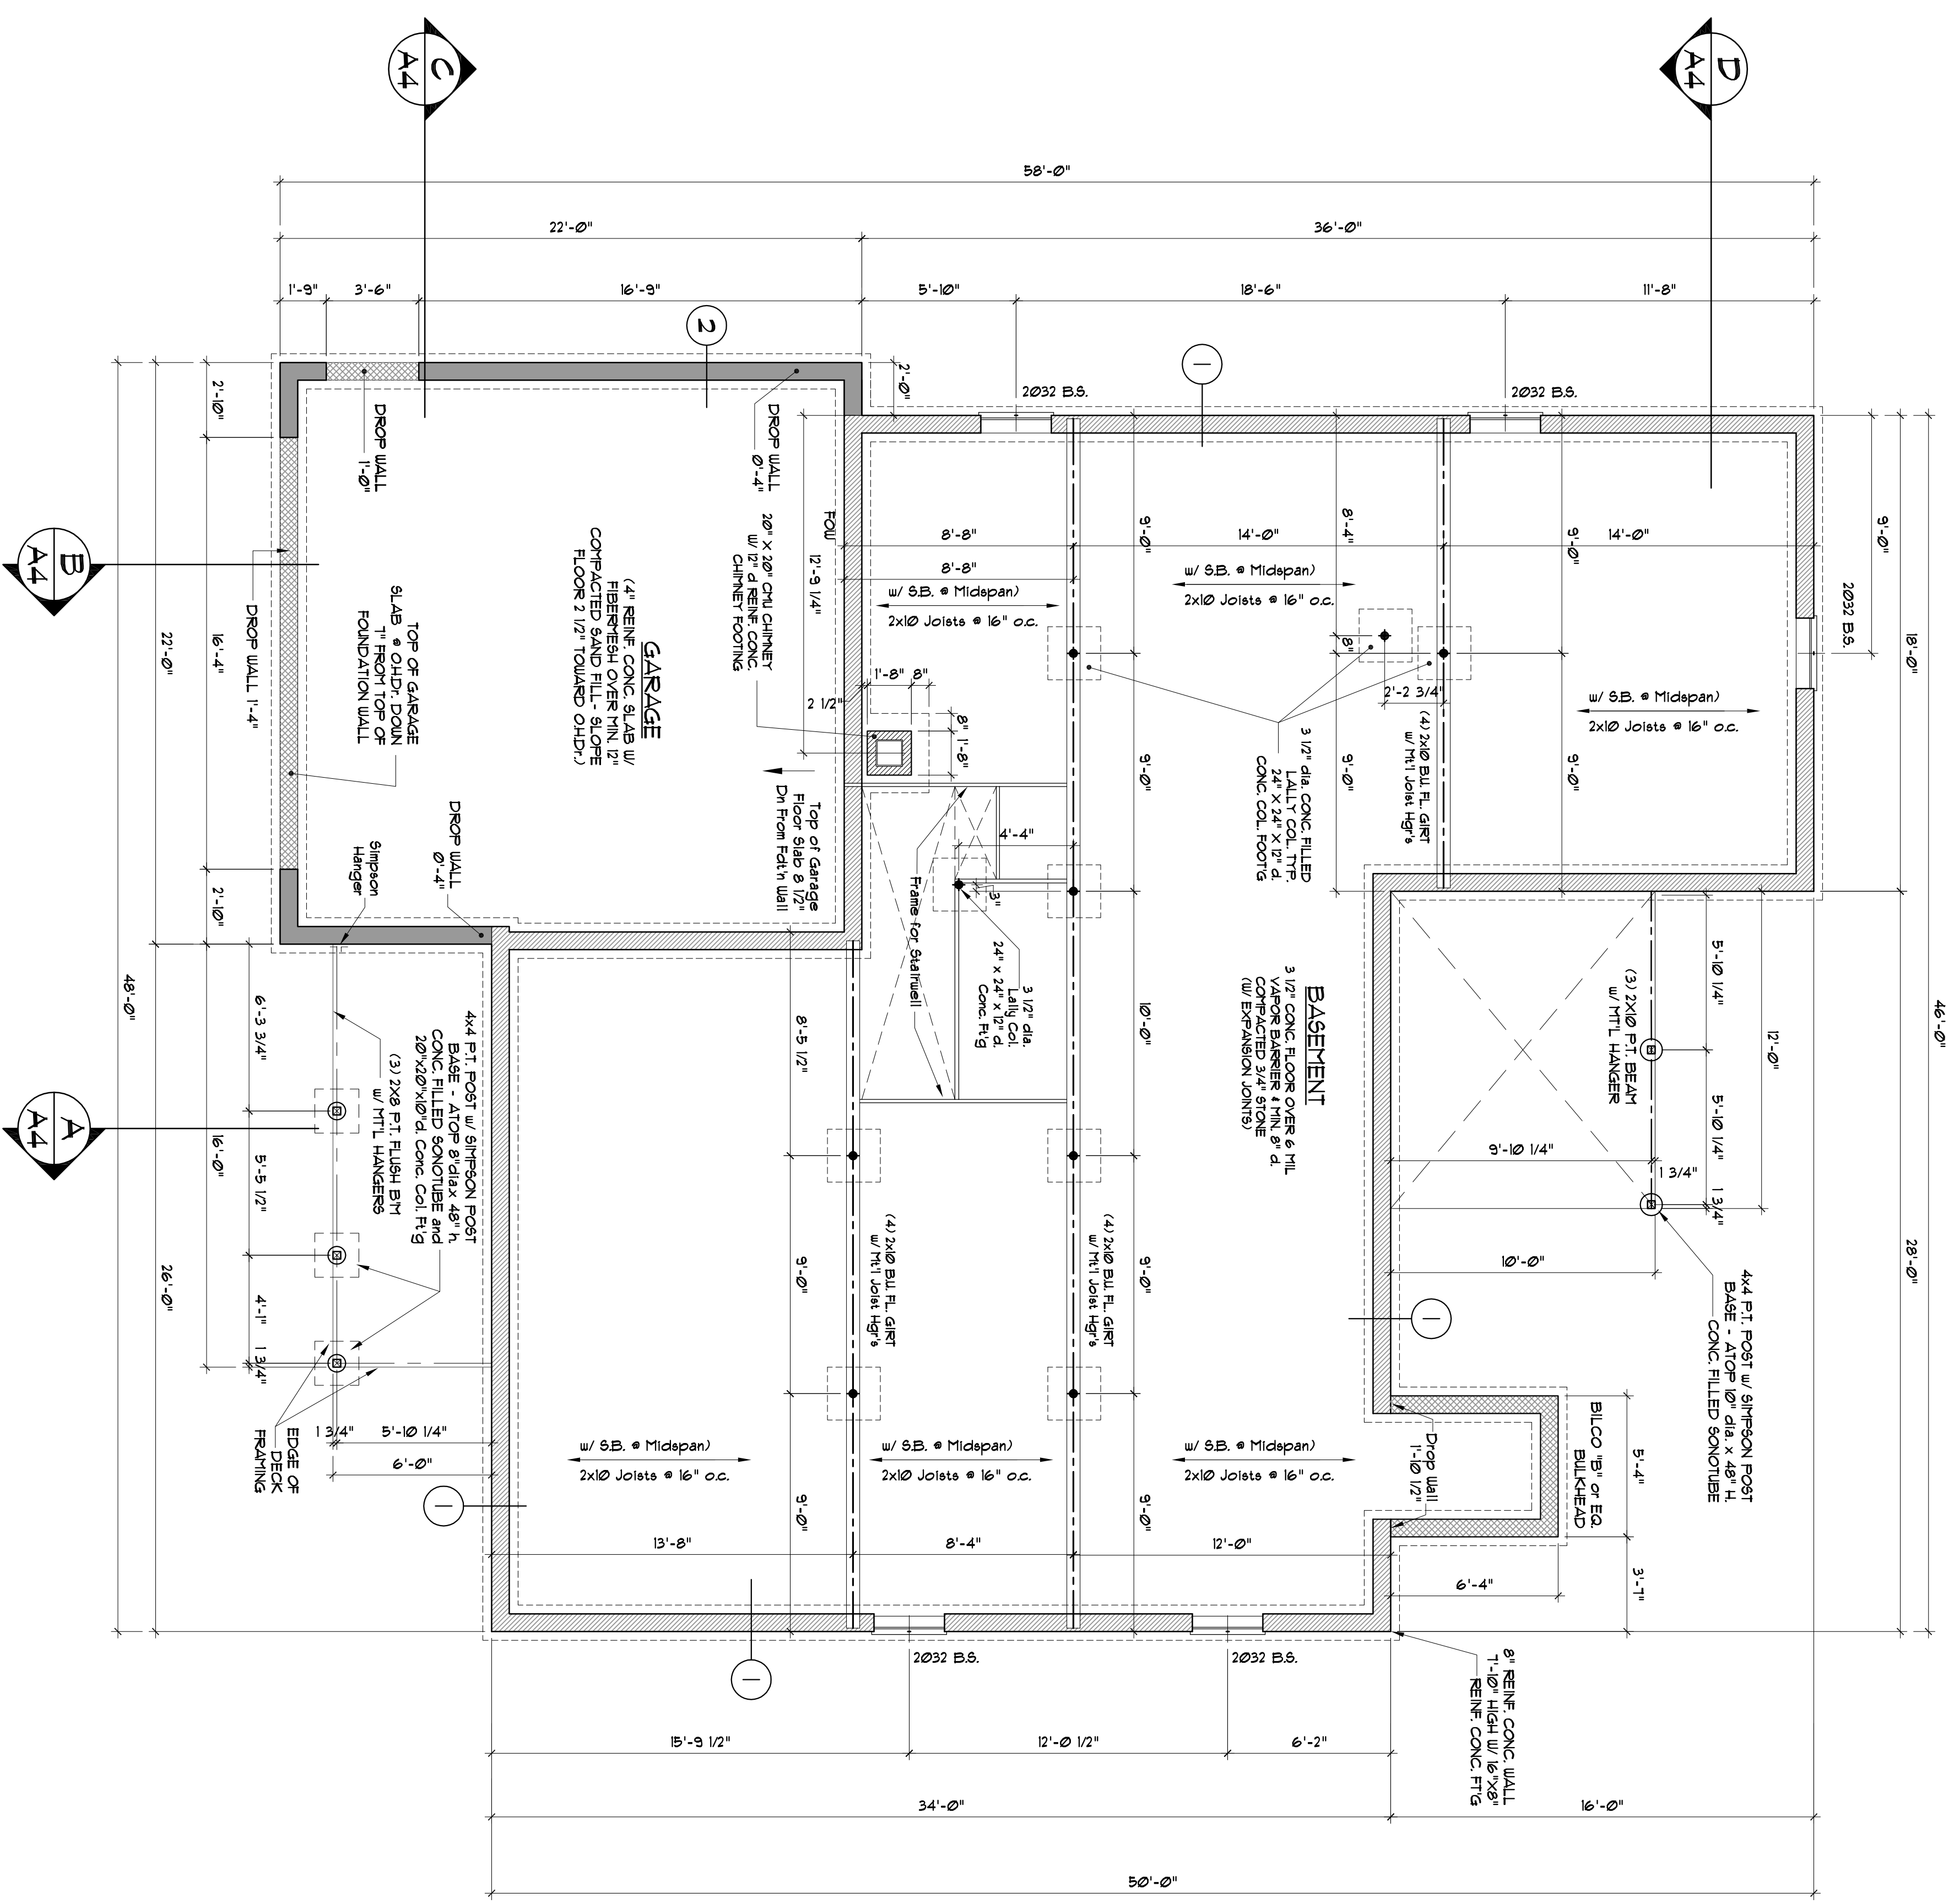 C
A4
D
A4
58'-0"
22'-0"
36'-0"
1'-9"
3'-6"
16'-9"
5'-10"
18'-6"
11'-8"
2
1
2'-0"
2032 B.S.
2032 B.S.
2'-10"
16'-4"
2'-10"
22'-0"
48'-0"
26'-0"
16'-0"
DROP WALL
1'-0"
DROP WALL
0'-4"
FOW
12'-9 1/4"
20" X 20" CMU CHIMNEY
W/ 12" d REINF. CONC.
CHIMNEY FOOTING
GARAGE
(4" REINF. CONC. SLAB W/
FIBERMESH OVER MIN. 12"
COMPACTED SAND FILL- SLOPE
FLOOR 2 1/2" TOWARD O.H.Dr.)
TOP OF GARAGE
SLAB @ O.H.Dr. DOWN
7" FROM TOP OF
FOUNDATION WALL
DROP WALL 1'-4"
B
A4
DROP WALL
0'-4"
Simpson
Hanger
Top of Garage
Floor Slab 8 1/2"
Dn From Fdt'n Wall
2 1/2"
1'-8"
8"
8"
1'-8"
8'-8"
8'-8"
14'-0"
14'-0"
9'-0"
8'-4"
9'-0"
9'-0"
18'-0"
46'-0"
28'-0"
2032 B.S.
w/ S.B. @ Midspan)
2x10 Joists @ 16" o.c.
w/ S.B. @ Midspan)
2x10 Joists @ 16" o.c.
w/ S.B. @ Midspan)
2x10 Joists @ 16" o.c.
8"
2'-2 3/4"
9'-0"
9'-0"
9'-0"
(4) 2x10 B.U. FL. GIRT
w/ Mt'l Joist Hgr's
3 1/2" dia. CONC. FILLED
LALLY COL. TYP.
24" X 24" X 12" d.
CONC. COL. FOOT'G
4'-4"
3"
Frame for Stairwell
3 1/2" dia.
Lally Col.
24" x 24" x 12" d.
Conc. Ft'g
10'-0"
8'-5 1/2"
BASEMENT
3 1/2" CONC. FLOOR OVER 6 MIL
VAPOR BARRIER & MIN. 8" d.
COMPACTED 3/4" STONE
(W/ EXPANSION JOINTS)
(3) 2X10 P.T. BEAM
w/ MT'L HANGER
5'-10 1/4"
5'-10 1/4"
1 3/4"
12'-0"
9'-10 1/4"
1 3/4"
10'-0"
4x4 P.T. POST w/ SIMPSON POST
BASE - ATOP 10" dia. x 48" H.
CONC. FILLED SONOTUBE
6'-3 3/4"
5'-5 1/2"
4'-1"
1 3/4"
A
A4
4x4 P.T. POST w/ SIMPSON POST
BASE - ATOP 8"dia.x 48" h.
CONC. FILLED SONOTUBE and
20"x20"x10"d. Conc. Col. Ft'g
(3) 2X8 P.T. FLUSH B'M
w/ MT'L HANGERS
9'-0"
9'-0"
(4) 2x10 B.U. FL. GIRT
w/ Mt'l Joist Hgr's
(4) 2x10 B.U. FL. GIRT
w/ Mt'l Joist Hgr's
9'-0"
9'-0"
1
BILCO "B" or EQ.
BULKHEAD
Drop Wall
1'-10 1/2"
5'-4"
3'-7"
6'-4"
EDGE OF
DECK
FRAMING
1 3/4"
5'-10 1/4"
6'-0"
w/ S.B. @ Midspan)
2x10 Joists @ 16" o.c.
w/ S.B. @ Midspan)
2x10 Joists @ 16" o.c.
w/ S.B. @ Midspan)
2x10 Joists @ 16" o.c.
1
13'-8"
8'-4"
12'-0"
1
2032 B.S.
2032 B.S.
8" REINF. CONC. WALL
7'-10" HIGH W/ 16"X8"
REINF. CONC. FT'G
15'-9 1/2"
12'-0 1/2"
6'-2"
34'-0"
16'-0"
50'-0"